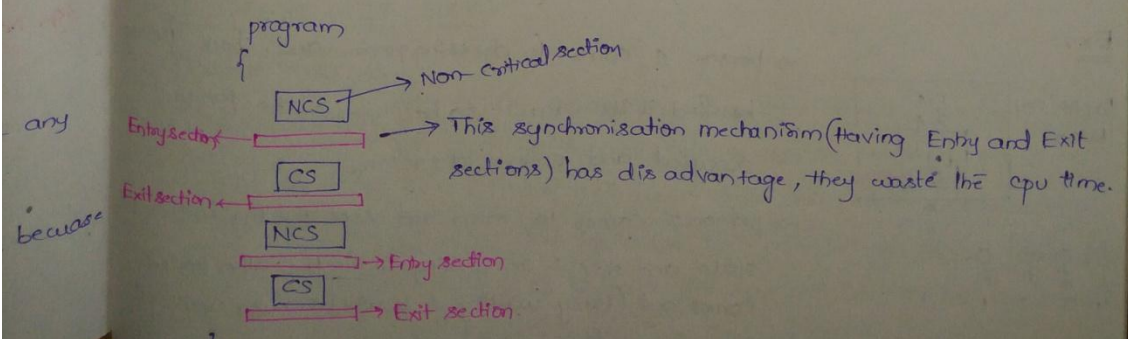 program
{
NCS → Non-Critical section
any
Entry section
→ This synchronisation mechanism (Having Entry and Exit
sections) has disadvantage, they waste the cpu time.
CS
Exit section
becuase
NCS
→ Entry section
CS
→ Exit section